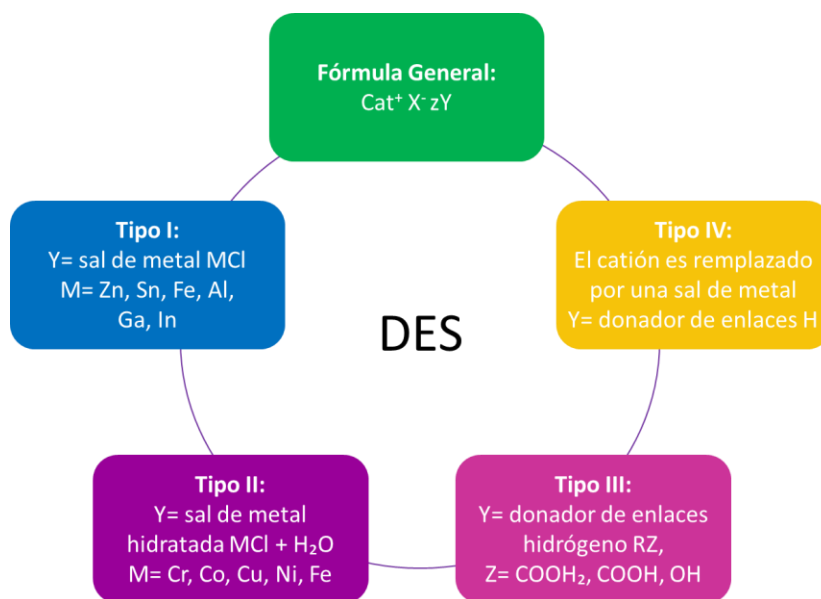 Fórmula General:
Cat⁺ X⁻ zY
Tipo I:
Y= sal de metal MCl
M= Zn, Sn, Fe, Al,
Ga, In
Tipo IV:
El catión es remplazado
por una sal de metal
Y= donador de enlaces H
DES
Tipo II:
Y= sal de metal
hidratada MCl + H₂O
M= Cr, Co, Cu, Ni, Fe
Tipo III:
Y= donador de enlaces
hidrógeno RZ,
Z= COOH₂, COOH, OH